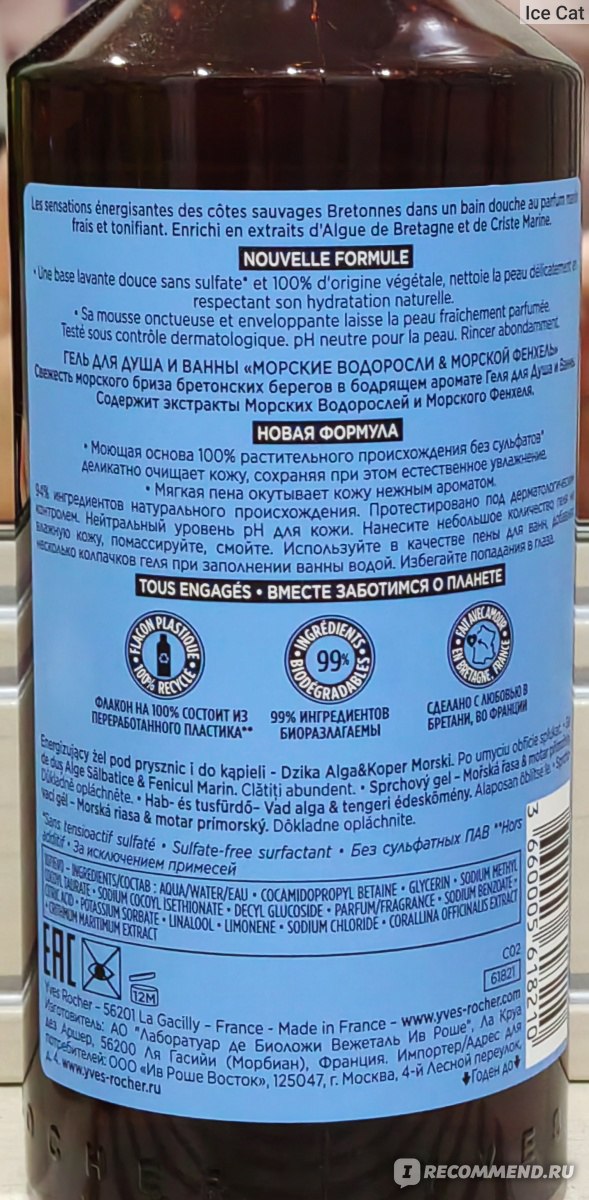 Ice Cat
Les sensations énergisantes des côtes sauvages Bretonnes dans un bain douche au parfum
frais et tonifiant. Enrichi en extraits d'Algue de Bretagne et de Criste Marine.
NOUVELLE FORMULE
• Une base lavante douce sans sulfate* et 100% d'origine végétale, nettoie la peau délicatement en
respectant son hydratation naturelle.
• Sa mousse onctueuse et enveloppante laisse la peau fraîchement parfumée.
Testé sous contrôle dermatologique. pH neutre pour la peau. Rincer abondamment.
ГЕЛЬ ДЛЯ ДУША И ВАННЫ «МОРСКИЕ ВОДОРОСЛИ & МОРСКОЙ ФЕНХЕЛЬ»
Свежесть морского бриза бретонских берегов в бодрящем аромате Геля для Душа и Ванны.
Содержит экстракты Морских Водорослей и Морского Фенхеля.
НОВАЯ ФОРМУЛА
• Моющая основа 100% растительного происхождения без сульфатов*
деликатно очищает кожу, сохраняя при этом естественное увлажнение.
• Мягкая пена окутывает кожу нежным ароматом.
94% ингредиентов натурального происхождения. Протестировано под дерматологическим
контролем. Нейтральный уровень pH для кожи. Нанесите небольшое количество геля на
влажную кожу, помассируйте, смойте. Используйте в качестве пены для ванн, добавив
несколько колпачков геля при заполнении ванны водой. Избегайте попадания в глаза.
TOUS ENGAGÉS • ВМЕСТЕ ЗАБОТИМСЯ О ПЛАНЕТЕ
FLACON PLASTIQUE 100% RECYCLÉ
INGRÉDIENTS 99% BIODÉGRADABLES
FAIT AVEC AMOUR EN BRETAGNE, FRANCE
ФЛАКОН НА 100% СОСТОИТ ИЗ
ПЕРЕРАБОТАННОГО ПЛАСТИКА**
99% ИНГРЕДИЕНТОВ
БИОРАЗЛАГАЕМЫ
СДЕЛАНО С ЛЮБОВЬЮ В
БРЕТАНИ, ВО ФРАНЦИИ
Energizujący żel pod prysznic i do kąpieli - Dzika Alga&Koper Morski. Po umyciu obficie spłukać. •
de dus Alge Sălbatice & Fenicul Marin. Clătiți abundent. • Sprchový gel – Mořská řasa & motar přímořský.
Důkladně opláchněte. • Hab- és tusfürdő– Vad alga & tengeri édeskömény. Alaposan öblítse le. •
vací gél – Morská riasa & motar prímorský. Dôkladne opláchnite.
*Sans tensioactif sulfaté • Sulfate-free surfactant • Без сульфатных ПАВ **Hors
additif • За исключением примесей
INGREDIENTS/СОСТАВ : AQUA/WATER/EAU • COCAMIDOPROPYL BETAINE • GLYCERIN • SODIUM METHYL
COCOYL TAURATE • SODIUM COCOYL ISETHIONATE • DECYL GLUCOSIDE • PARFUM/FRAGRANCE • SODIUM BENZOATE •
CITRIC ACID • POTASSIUM SORBATE • LINALOOL • LIMONENE • SODIUM CHLORIDE • CORALLINA OFFICINALIS EXTRACT
• CRITHMUM MARITIMUM EXTRACT
EAC
12M
C02
61821
3 660005 618210
Yves Rocher – 56201 La Gacilly – France - Made in France – www.yves-rocher.com
Изготовитель: АО "Лаборатуар де Биоложи Вежеталь Ив Роше", Ла Круа
дез Аршер, 56200 Ля Гасийи (Морбиан), Франция. Импортер/Адрес для
потребителей: ООО «Ив Роше Восток», 125047, г. Москва, 4-й Лесной переулок,
д. 4. www.yves-rocher.ru
Годен до
I RECOMMEND.RU